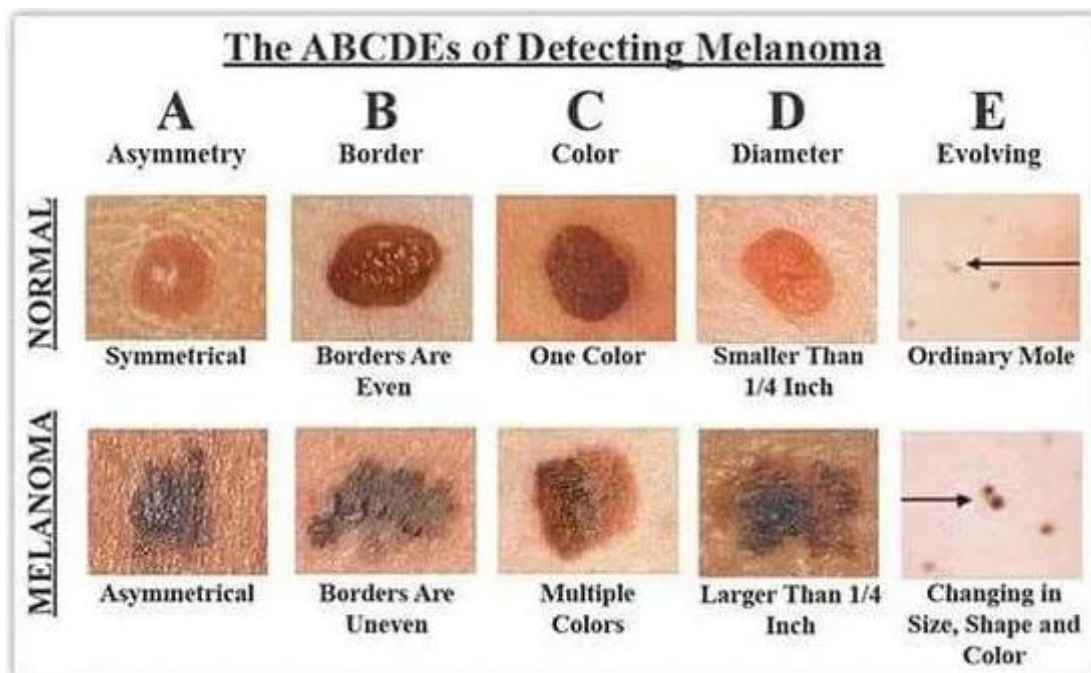 The ABCDEs of Detecting Melanoma
A B C D E
Asymmetry Border Color Diameter Evolving
NORMAL
Symmetrical Borders Are One Color Smaller Than Ordinary Mole
Even 1/4 Inch
MELANOMA
Asymmetrical Borders Are Multiple Larger Than 1/4 Changing in
Uneven Colors Inch Size, Shape and
Color